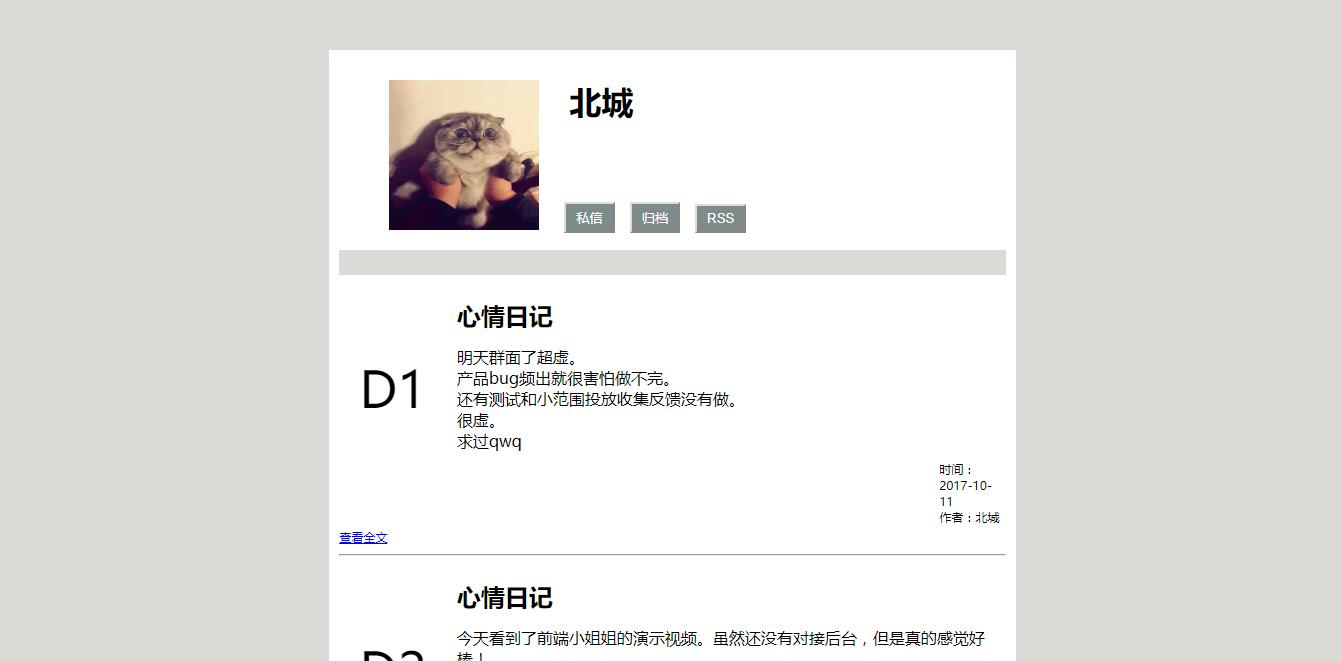 北城
私信 归档 RSS
心情日记
D1
明天群面了超虚。
产品bug频出就很害怕做不完。
还有测试和小范围投放收集反馈没有做。
很虚。
求过qwq
时间：
2017-10-
11
作者：北城
查看全文
心情日记
今天看到了前端小姐姐的演示视频。虽然还没有对接后台，但是真的感觉好
棒！